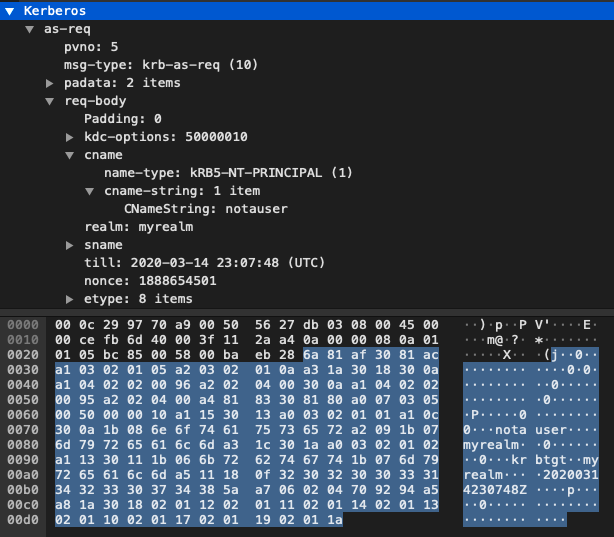 Kerberos
as-req
pvno: 5
msg-type: krb-as-req (10)
padata: 2 items
req-body
Padding: 0
kdc-options: 50000010
cname
name-type: kRB5-NT-PRINCIPAL (1)
cname-string: 1 item
CNameString: notauser
realm: myrealm
sname
till: 2020-03-14 23:07:48 (UTC)
nonce: 1888654501
etype: 8 items
0000 00 0c 29 97 70 a9 00 50 56 27 db 03 08 00 45 00 ··)·p··P V'····E·
0010 00 ce fb 6d 40 00 3f 11 2a a4 0a 00 00 08 0a 01 ···m@·?· *·······
0020 01 05 bc 85 00 58 00 ba eb 28 6a 81 af 30 81 ac ·····X·· ·(j··0··
0030 a1 03 02 01 05 a2 03 02 01 0a a3 1a 30 18 30 0a ········ ····0·0·
0040 a1 04 02 02 00 96 a2 02 04 00 30 0a a1 04 02 02 ········ ··0·····
0050 00 95 a2 02 04 00 a4 81 83 30 81 80 a0 07 03 05 ········ ·0······
0060 00 50 00 00 10 a1 15 30 13 a0 03 02 01 01 a1 0c ·P·····0 ········
0070 30 0a 1b 08 6e 6f 74 61 75 73 65 72 a2 09 1b 07 0···nota user····
0080 6d 79 72 65 61 6c 6d a3 1c 30 1a a0 03 02 01 02 myrealm· ·0······
0090 a1 13 30 11 1b 06 6b 72 62 74 67 74 1b 07 6d 79 ··0···kr btgt··my
00a0 72 65 61 6c 6d a5 11 18 0f 32 30 32 30 30 33 31 realm··· ·2020031
00b0 34 32 33 30 37 34 38 5a a7 06 02 04 70 92 94 a5 4230748Z ····p···
00c0 a8 1a 30 18 02 01 12 02 01 11 02 01 14 02 01 13 ··0····· ········
00d0 02 01 10 02 01 17 02 01 19 02 01 1a ········ ····